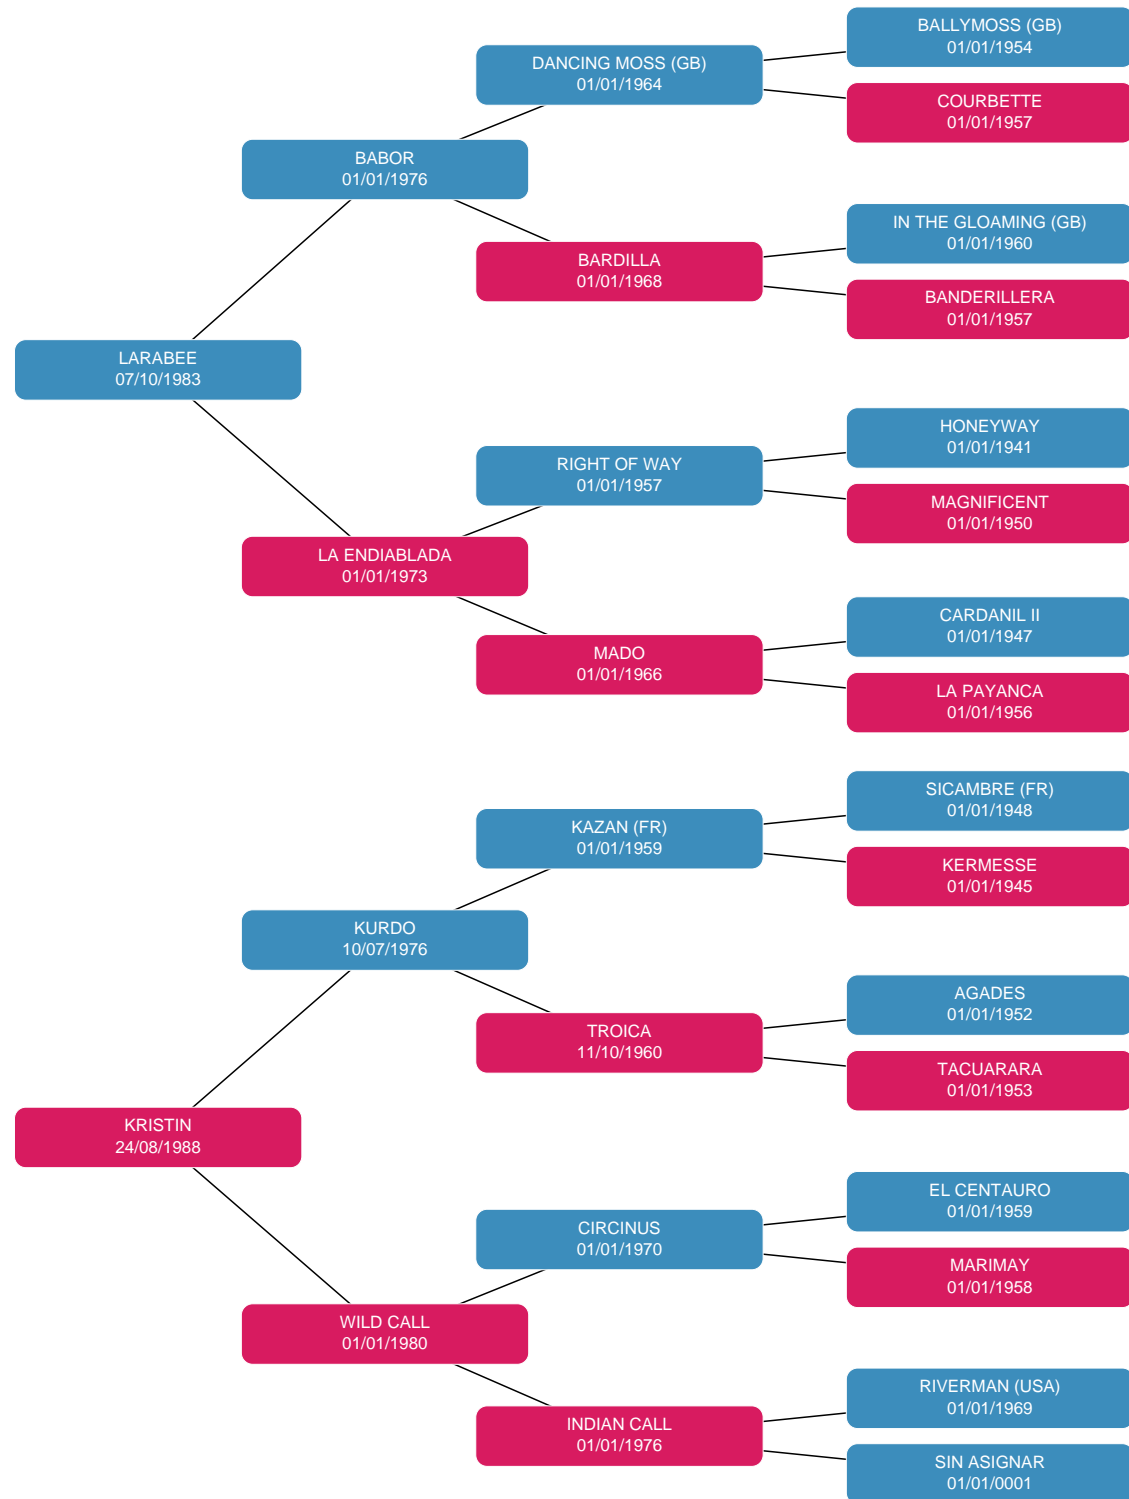 BALLYMOSS (GB)
01/01/1954
DANCING MOSS (GB)
01/01/1964
COURBETTE
01/01/1957
BABOR
01/01/1976
IN THE GLOAMING (GB)
01/01/1960
BARDILLA
01/01/1968
BANDERILLERA
01/01/1957
LARABEE
07/10/1983
HONEYWAY
01/01/1941
RIGHT OF WAY
01/01/1957
MAGNIFICENT
01/01/1950
LA ENDIABLADA
01/01/1973
CARDANIL II
01/01/1947
MADO
01/01/1966
LA PAYANCA
01/01/1956
SICAMBRE (FR)
01/01/1948
KAZAN (FR)
01/01/1959
KERMESSE
01/01/1945
KURDO
10/07/1976
AGADES
01/01/1952
TROICA
11/10/1960
TACUARARA
01/01/1953
KRISTIN
24/08/1988
EL CENTAURO
01/01/1959
CIRCINUS
01/01/1970
MARIMAY
01/01/1958
WILD CALL
01/01/1980
RIVERMAN (USA)
01/01/1969
INDIAN CALL
01/01/1976
SIN ASIGNAR
01/01/0001